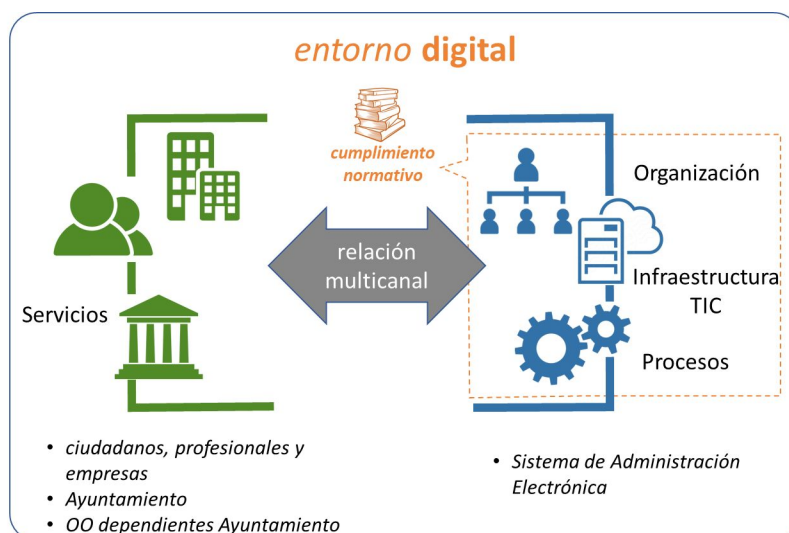 entorno digital
cumplimiento
normativo
Organización
relación
multicanal
Servicios
Infraestructura
TIC
Procesos
• ciudadanos, profesionales y
empresas
• Ayuntamiento
• OO dependientes Ayuntamiento
• Sistema de Administración
Electrónica